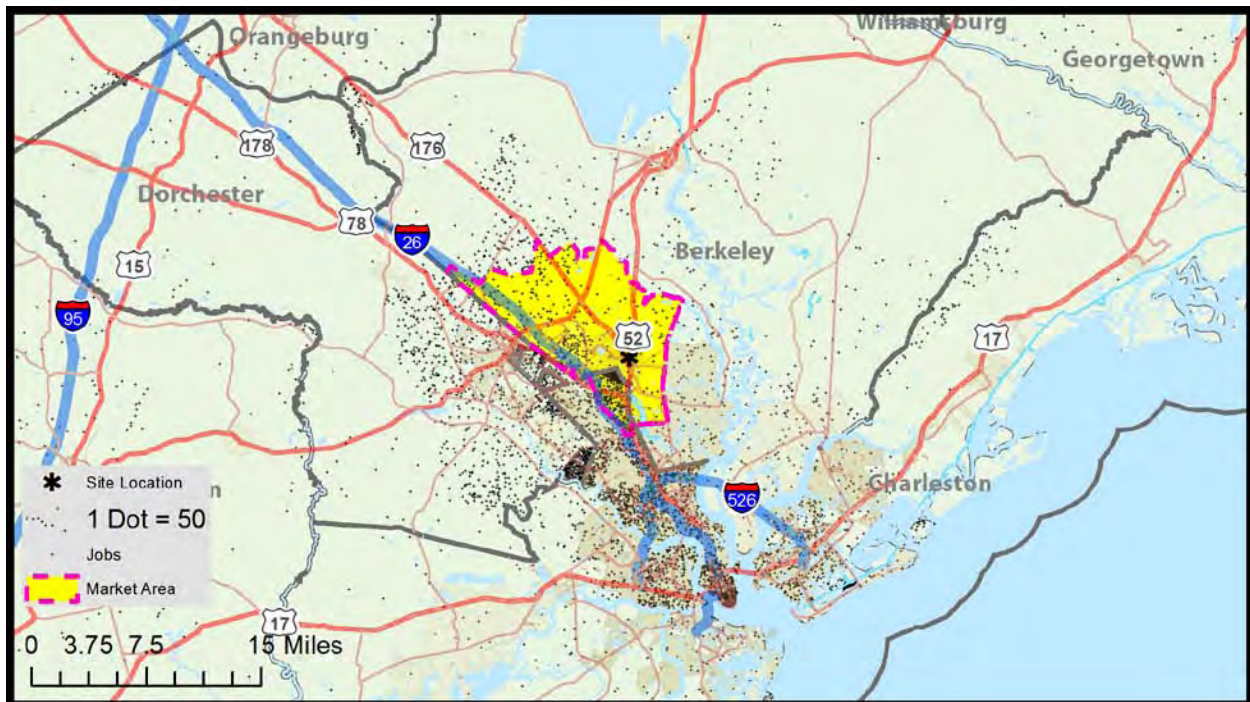 Orangeburg
Williamsburg
Georgetown
178
176
Dorchester
78
26
Berkeley
15
95
52
17
Charleston
526
n
Site Location
1 Dot = 50
Jobs
Market Area
17
0 3.75 7.5 15 Miles